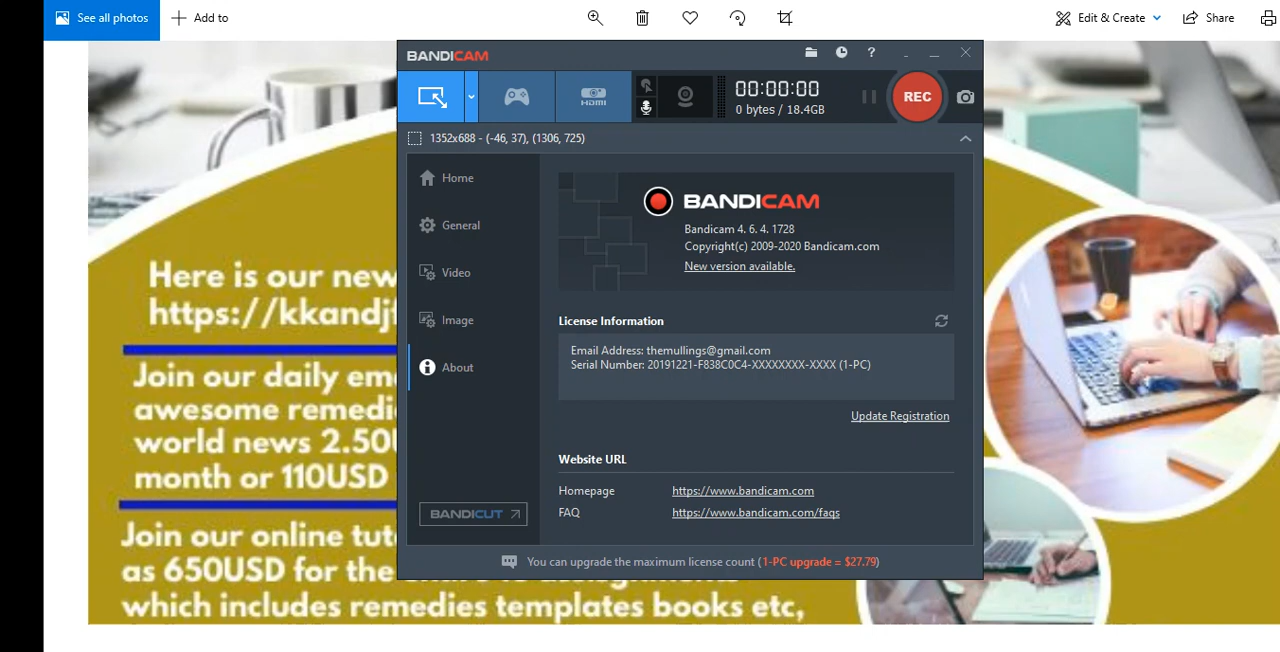 See all photos
Add to
Edit & Create
Share
BANDICAM
?
HDMI
00:00:00
0 bytes / 18.4GB
REC
1352x688 - (-46, 37), (1306, 725)
Home
General
Video
Image
About
BANDICUT
BANDICAM
Bandicam 4. 6. 4. 1728
Copyright(c) 2009-2020 Bandicam.com
New version available.
License Information
Email Address: themullings@gmail.com
Serial Number: 20191221-F838C0C4-XXXXXXXX-XXXX (1-PC)
Update Registration
Website URL
Homepage https://www.bandicam.com
FAQ https://www.bandicam.com/faqs
You can upgrade the maximum license count (1-PC upgrade = $27.79)
Here is our new
https://kkandjf
Join our daily em
awesome remedi
world news 2.50U
month or 110USD
Join our online tut
as 650USD for the
which includes remedies templates books etc,